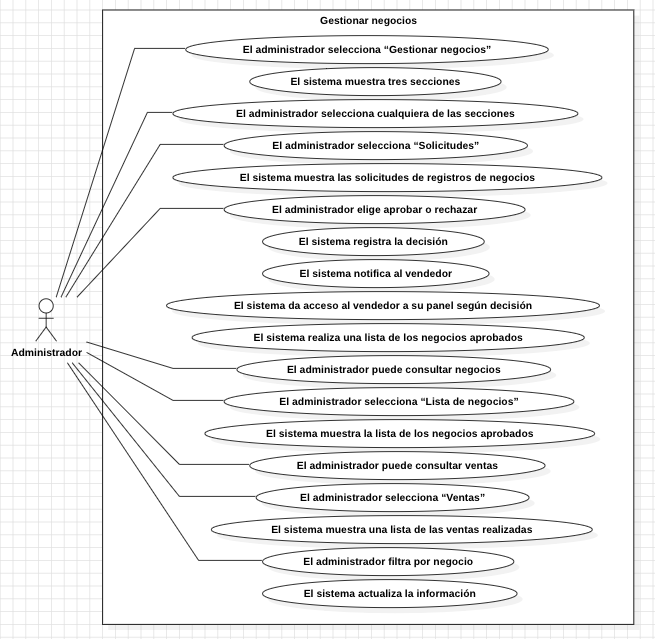 Gestionar negocios
El administrador selecciona “Gestionar negocios”
El sistema muestra tres secciones
El administrador selecciona cualquiera de las secciones
El administrador selecciona “Solicitudes”
El sistema muestra las solicitudes de registros de negocios
El administrador elige aprobar o rechazar
El sistema registra la decisión
El sistema notifica al vendedor
El sistema da acceso al vendedor a su panel según decisión
El sistema realiza una lista de los negocios aprobados
Administrador
El administrador puede consultar negocios
El administrador selecciona “Lista de negocios”
El sistema muestra la lista de los negocios aprobados
El administrador puede consultar ventas
El administrador selecciona “Ventas”
El sistema muestra una lista de las ventas realizadas
El administrador filtra por negocio
El sistema actualiza la información